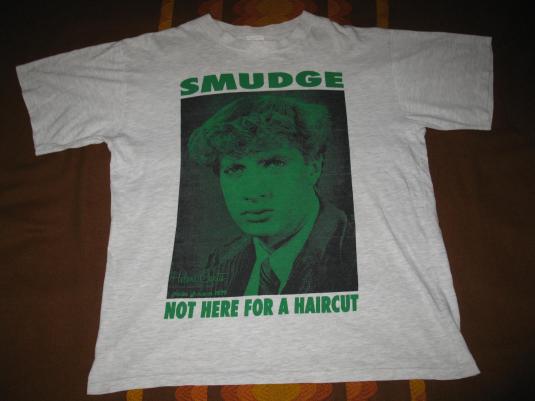 SMUDGE
NOT HERE FOR A HAIRCUT